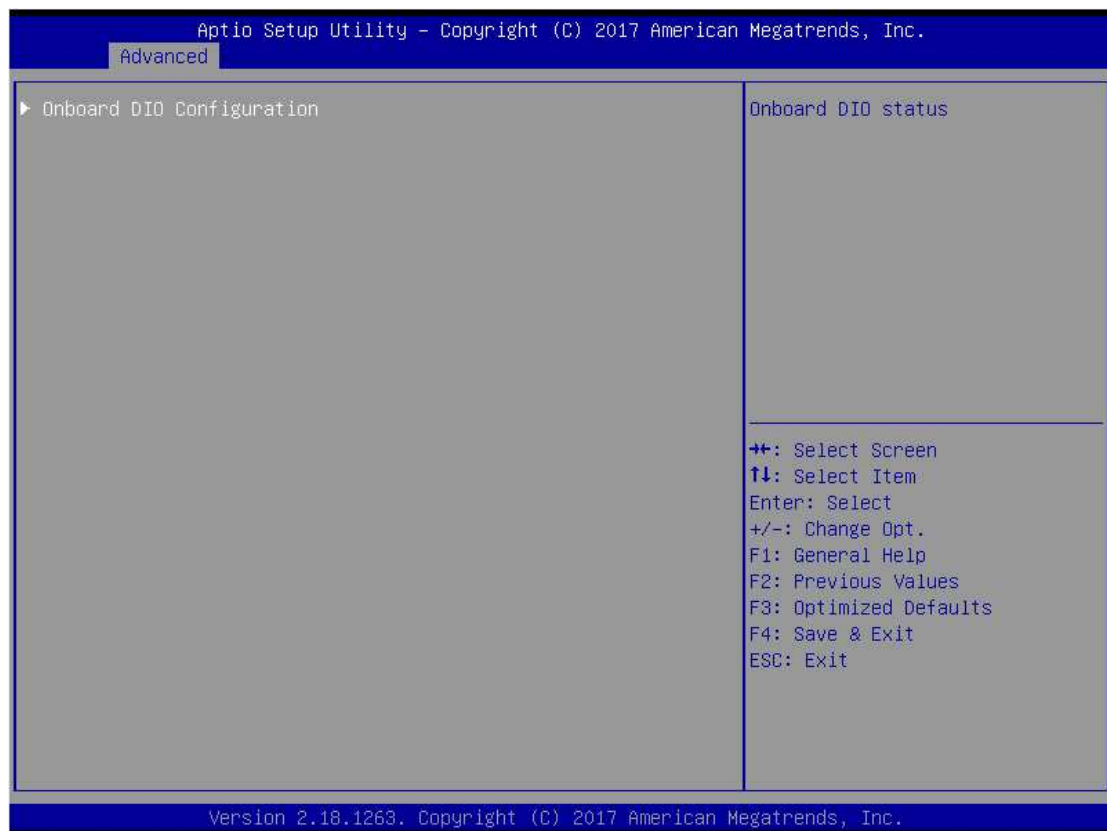 Aptio Setup Utility – Copyright (C) 2017 American Megatrends, Inc.
Advanced
► Onboard DIO Configuration
Onboard DIO status
→←: Select Screen
↑↓: Select Item
Enter: Select
+/-: Change Opt.
F1: General Help
F2: Previous Values
F3: Optimized Defaults
F4: Save & Exit
ESC: Exit
Version 2.18.1263. Copyright (C) 2017 American Megatrends, Inc.